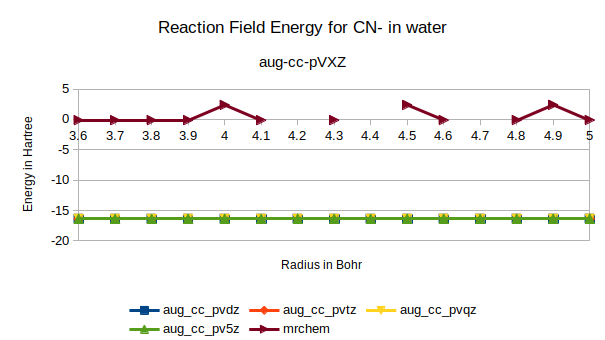 Reaction Field Energy for CN- in water
aug-cc-pVXZ
Energy in Hartree
5
0
-5
-10
-15
-20
3.6 3.7 3.8 3.9 4 4.1 4.2 4.3 4.4 4.5 4.6 4.7 4.8 4.9 5
Radius in Bohr
aug_cc_pvdz aug_cc_pvtz aug_cc_pvqz
aug_cc_pv5z mrchem